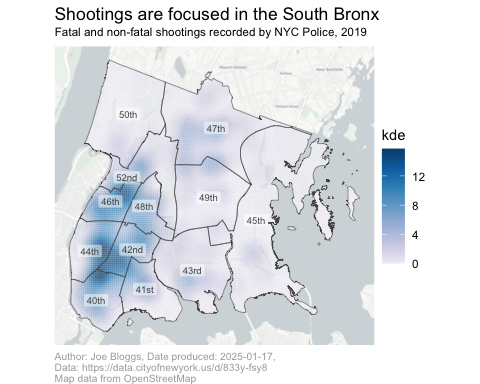 Shootings are focused in the South Bronx
Fatal and non-fatal shootings recorded by NYC Police, 2019
50th
47th
52nd
46th
48th
49th
45th
44th
42nd
43rd
41st
40th
kde
12
8
4
0
Author: Joe Bloggs, Date produced: 2025-01-17,
Data: https://data.cityofnewyork.us/d/833y-fsy8
Map data from OpenStreetMap